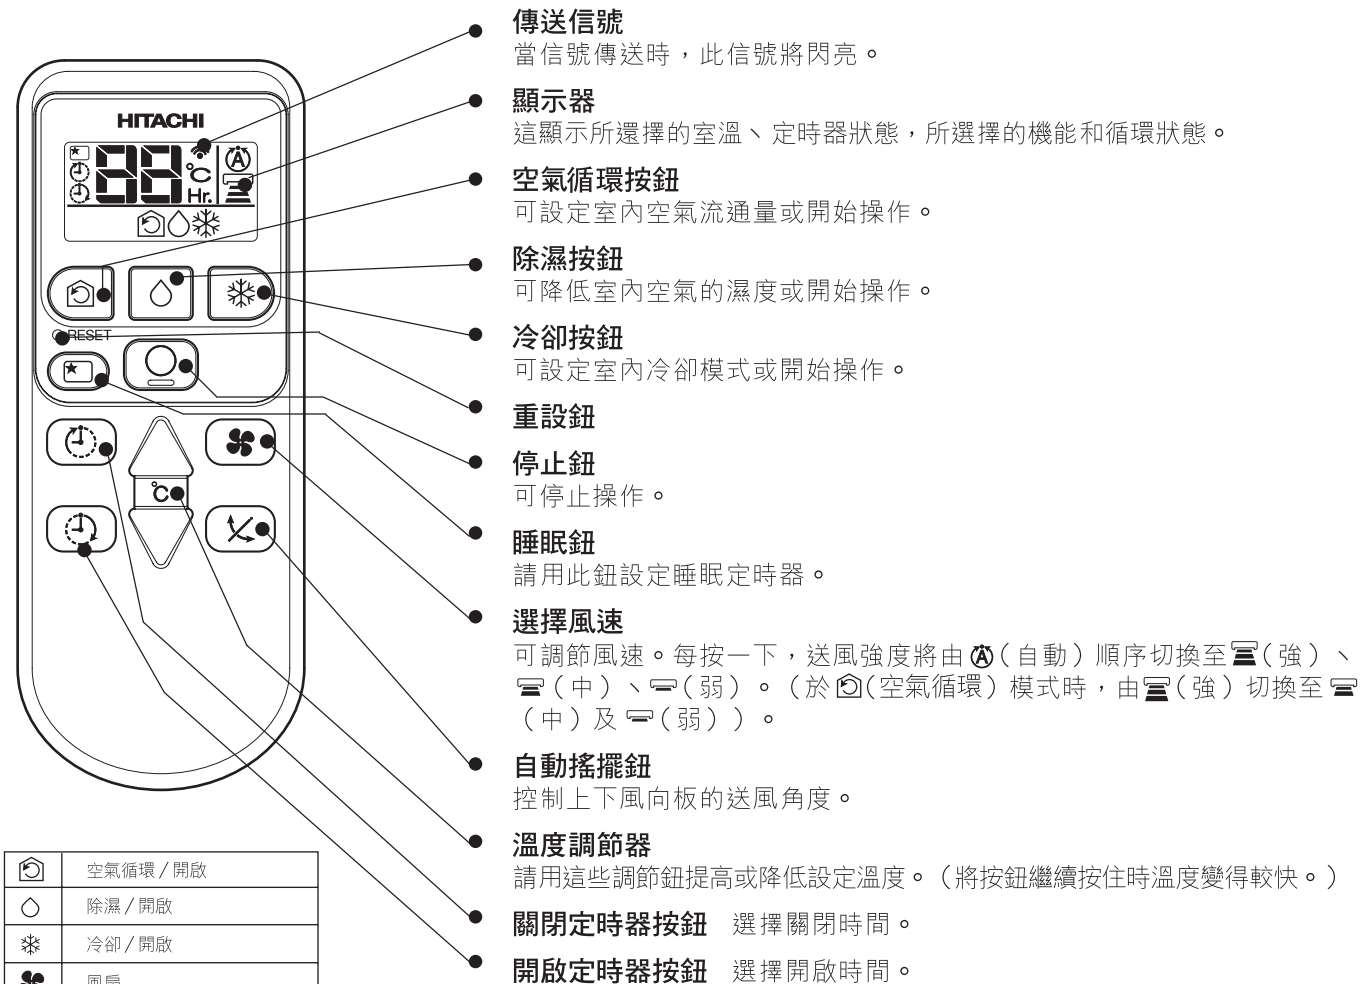 傳送信號
當信號傳送時，此信號將閃亮。
顯示器
這顯示所還擇的室溫、定時器狀態，所選擇的機能和循環狀態。
空氣循環按鈕
可設定室內空氣流通量或開始操作。
除濕按鈕
可降低室內空氣的濕度或開始操作。
冷卻按鈕
可設定室內冷卻模式或開始操作。
重設鈕
停止鈕
可停止操作。
睡眠鈕
請用此鈕設定睡眠定時器。
選擇風速
可調節風速。每按一下，送風強度將由（自動）順序切換至（強）、
（中）、（弱）。（於（空氣循環）模式時，由（強）切換至
（中）及（弱））。
自動搖擺鈕
控制上下風向板的送風角度。
溫度調節器
請用這些調節鈕提高或降低設定溫度。（將按鈕繼續按住時溫度變得較快。）
關閉定時器按鈕 選擇關閉時間。
開啟定時器按鈕 選擇開啟時間。
HITACHI
88 °C
Hr.
RESET
°C
空氣循環／開啟
除濕／開啟
冷卻／開啟